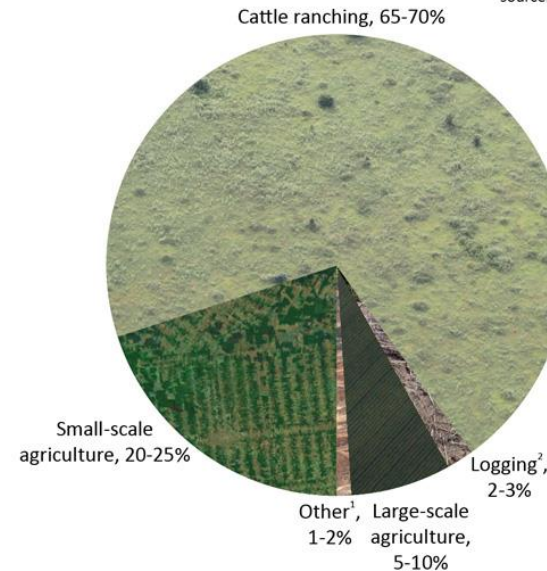 Cattle ranching, 65-70%
Small-scale
agriculture, 20-25%
Other¹,
1-2%
Large-scale
agriculture,
5-10%
Logging²,
2-3%